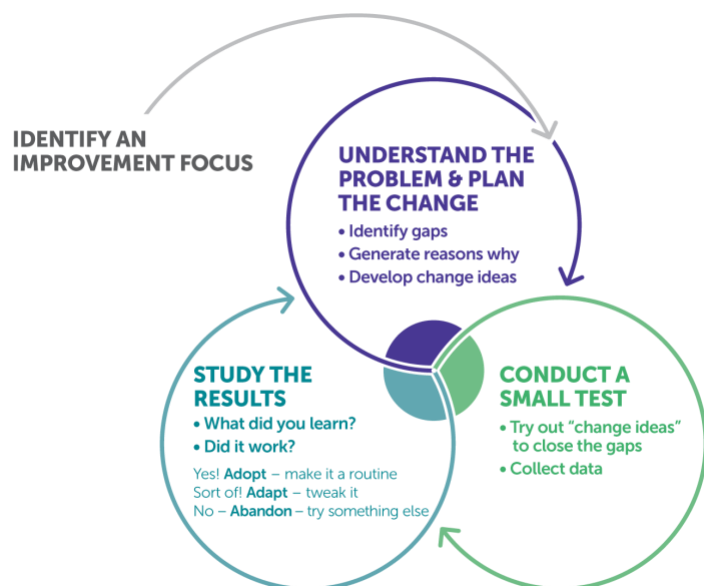 IDENTIFY AN
IMPROVEMENT FOCUS
UNDERSTAND THE
PROBLEM & PLAN
THE CHANGE
• Identify gaps
• Generate reasons why
• Develop change ideas
STUDY THE
RESULTS
• What did you learn?
• Did it work?
Yes! Adopt – make it a routine
Sort of! Adapt – tweak it
No – Abandon – try something else
CONDUCT A
SMALL TEST
• Try out “change ideas”
to close the gaps
• Collect data